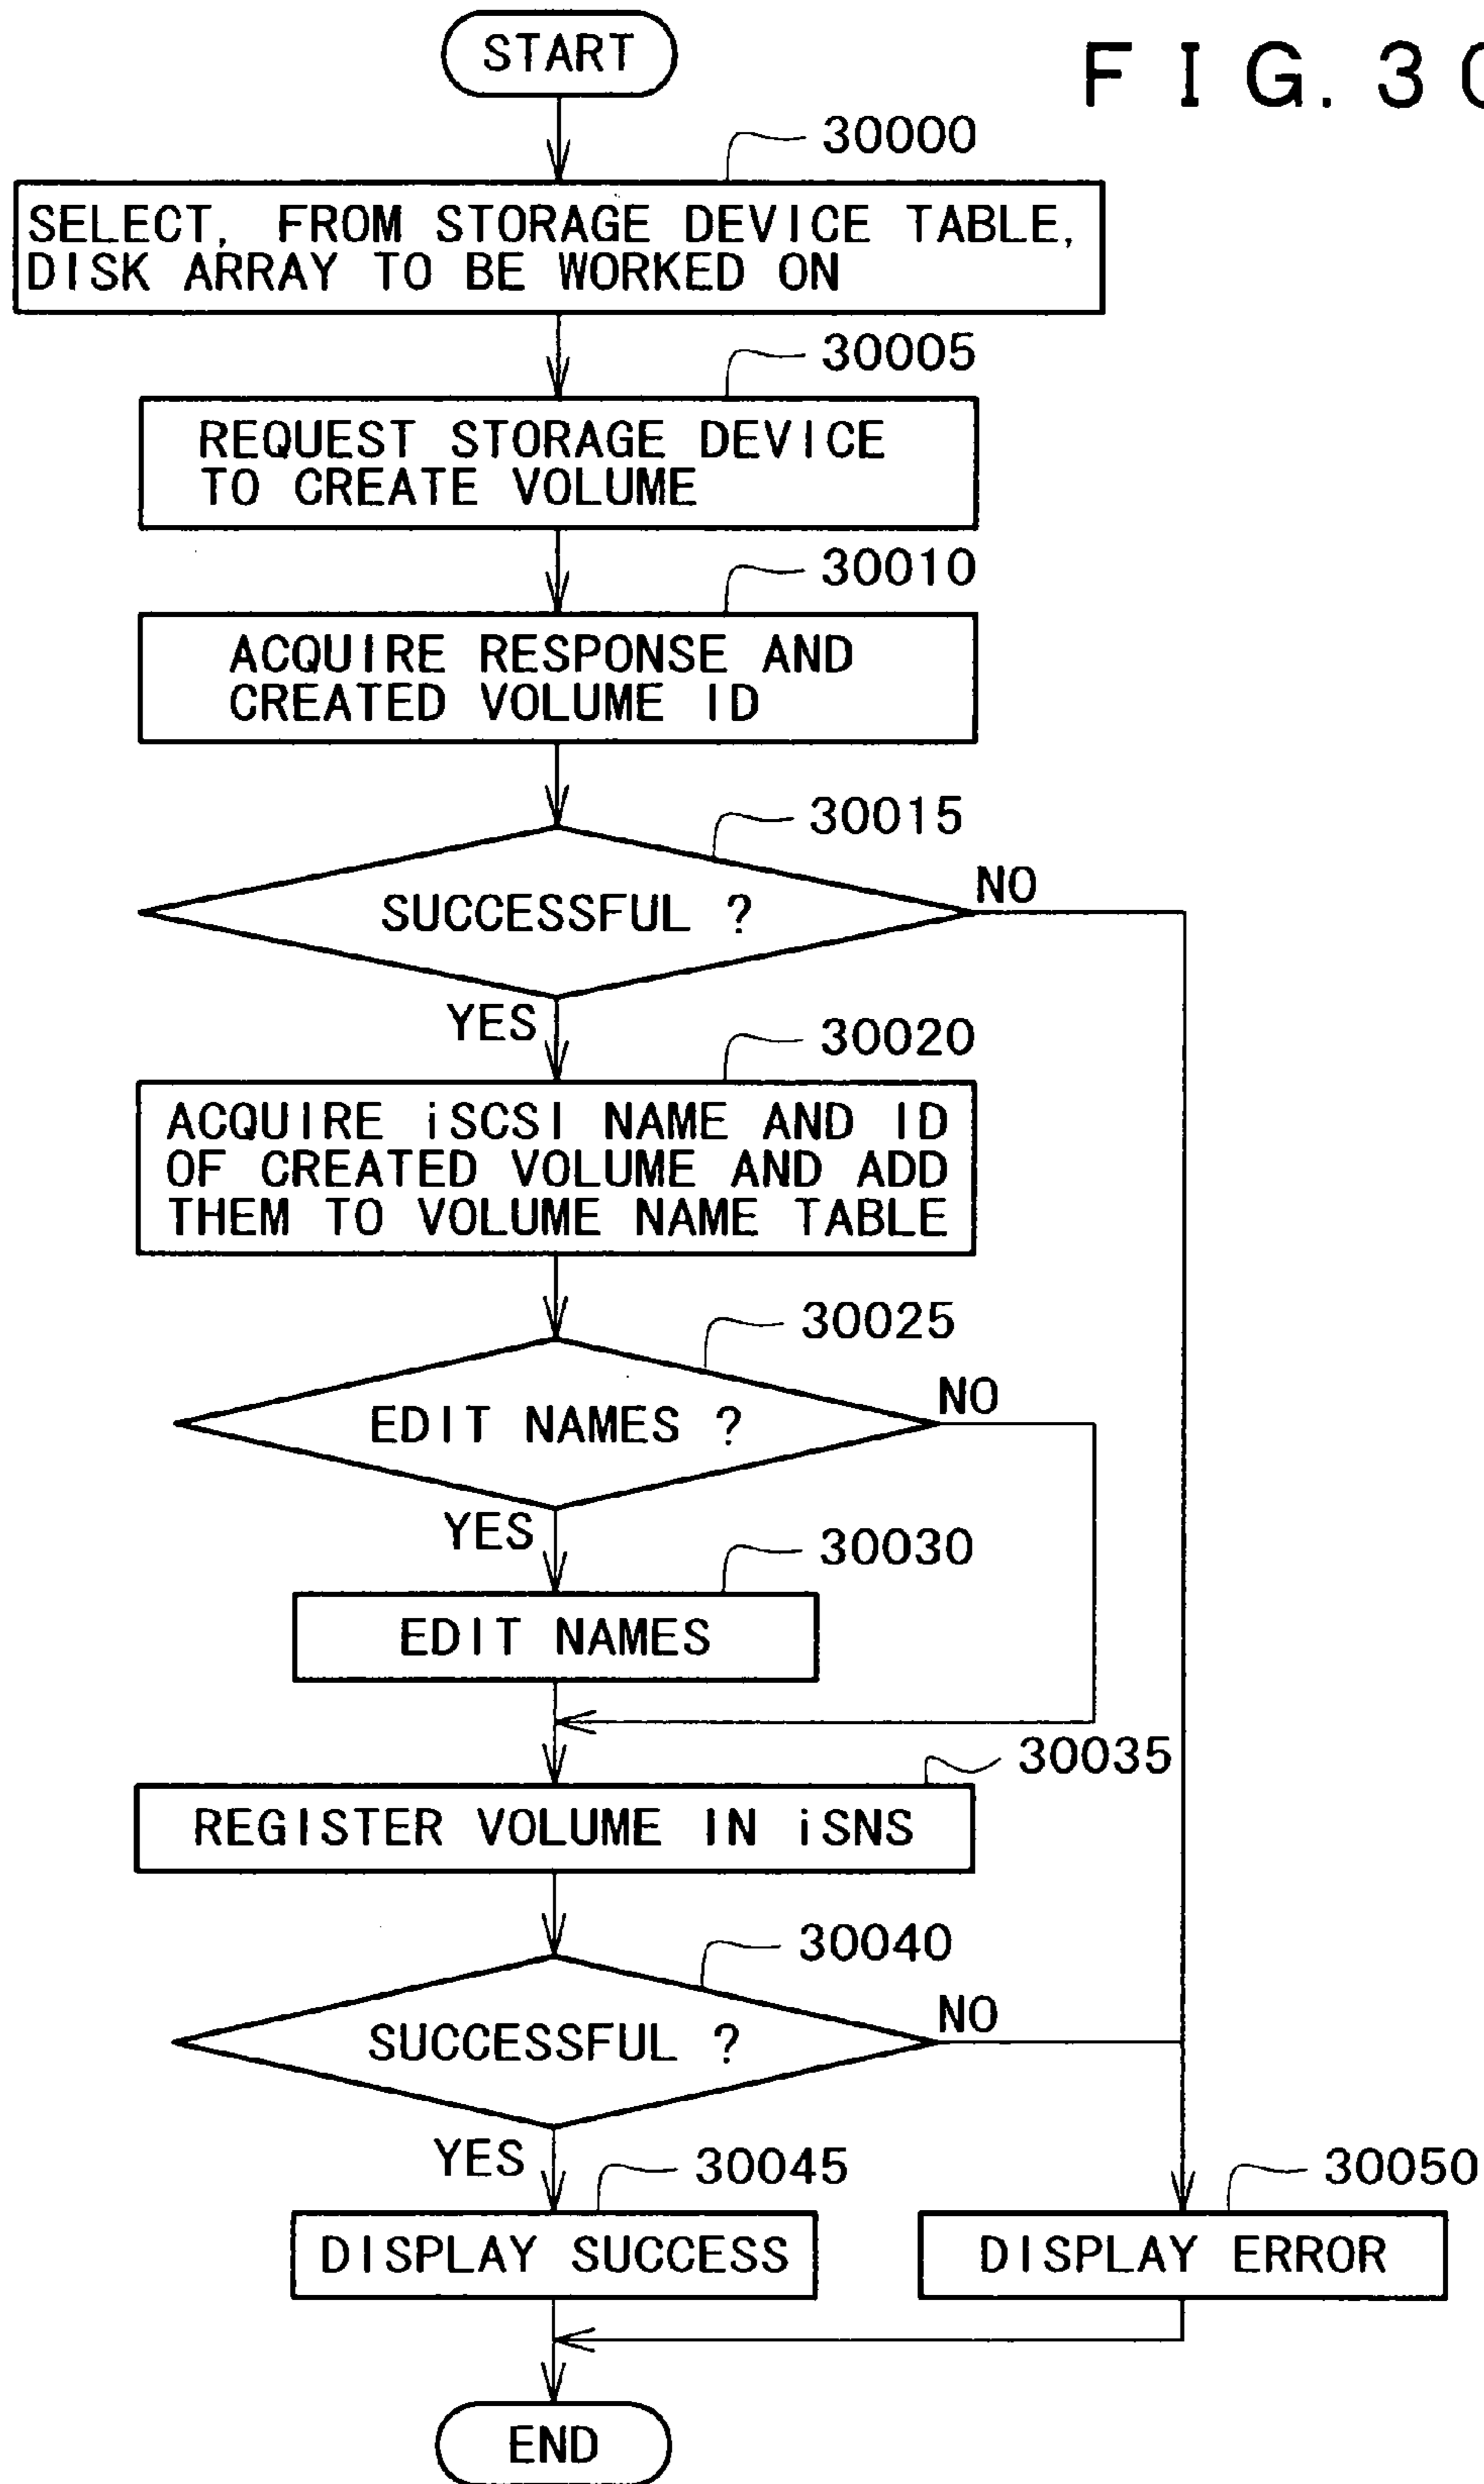 START
FIG. 30
30000
SELECT, FROM STORAGE DEVICE TABLE,
DISK ARRAY TO BE WORKED ON
30005
REQUEST STORAGE DEVICE
TO CREATE VOLUME
30010
ACQUIRE RESPONSE AND
CREATED VOLUME ID
30015
SUCCESSFUL ?
NO
YES
30020
ACQUIRE iSCSI NAME AND ID
OF CREATED VOLUME AND ADD
THEM TO VOLUME NAME TABLE
30025
EDIT NAMES ?
NO
YES
30030
EDIT NAMES
30035
REGISTER VOLUME IN iSNS
30040
SUCCESSFUL ?
NO
YES
30045
DISPLAY SUCCESS
30050
DISPLAY ERROR
END